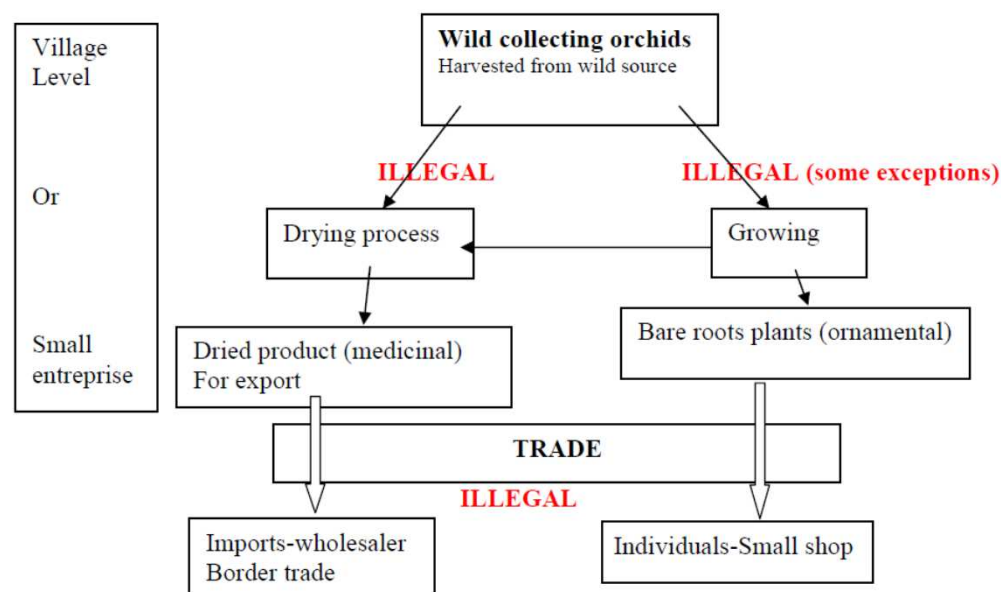 Village
Level
Or
Small
entreprise
Wild collecting orchids
Harvested from wild source
ILLEGAL
ILLEGAL (some exceptions)
Drying process
Growing
Dried product (medicinal)
For export
Bare roots plants (ornamental)
TRADE
ILLEGAL
Imports-wholesaler
Border trade
Individuals-Small shop